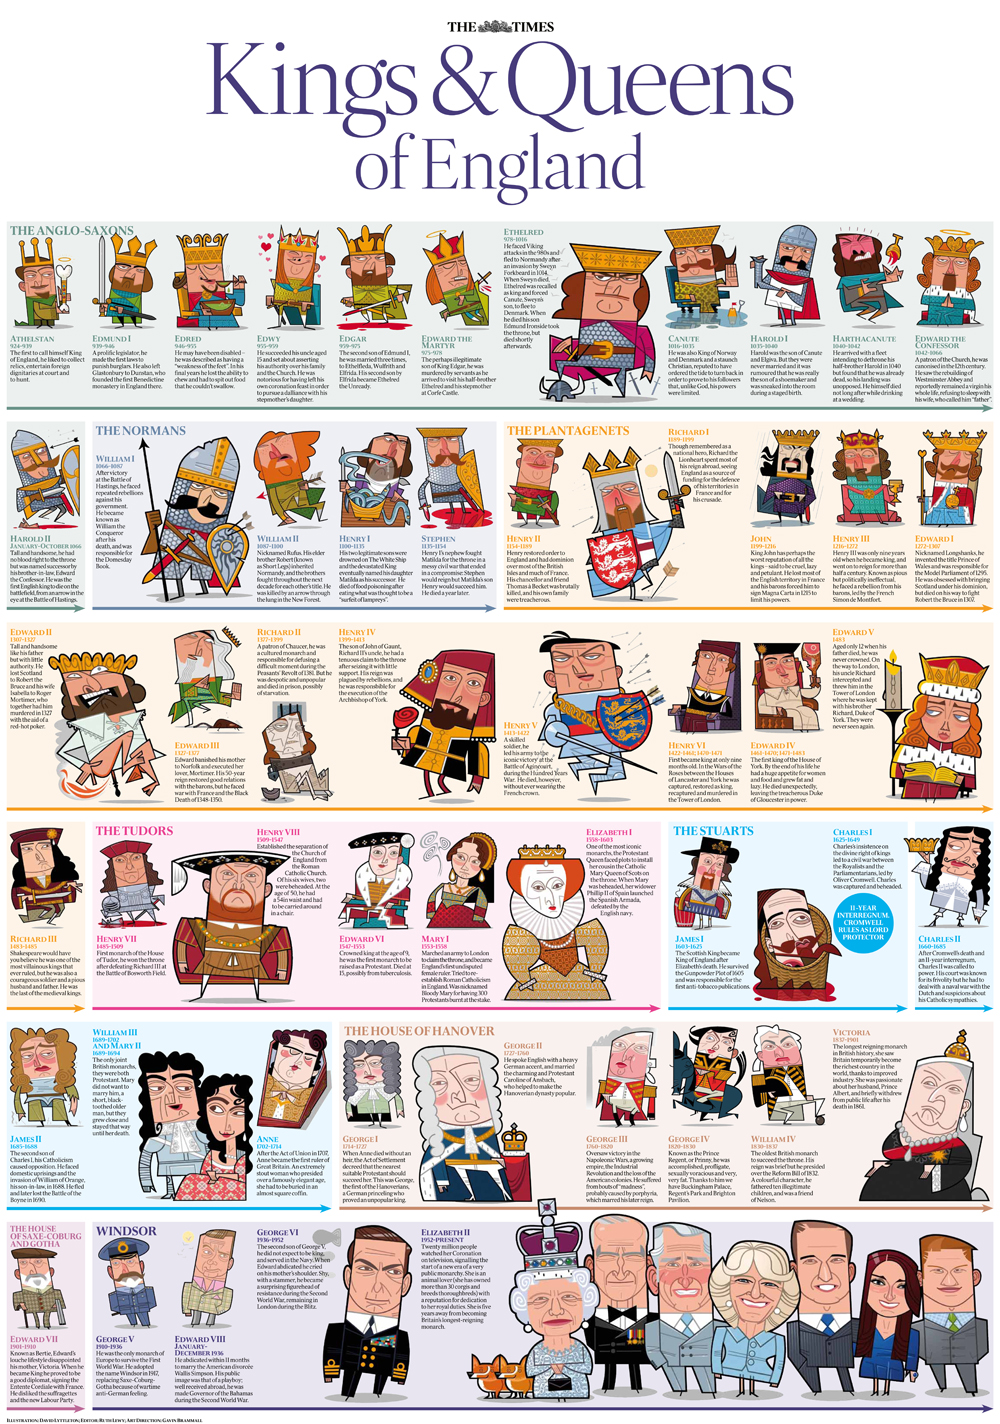 THE TIMES
Kings & Queens
of England
THE ANGLO-SAXONS
ATHELSTAN
924-939
The first to call himself King
of England, he liked to collect
relics, entertain foreign
dignitaries at court and
to hunt.
EDMUND I
939-946
A prolific legislator, he
made the first laws to
punish burglars. He also left
Glastonbury to Dunstan, who
founded the first Benedictine
monastery in England there.
EDRED
946-955
He may have been disabled –
he was described as having a
"weakness of the feet". In his
final years he lost the ability to
chew and had to spit out food
that he couldn't swallow.
EDWY
955-959
He succeeded his uncle aged
15 and set about asserting
his authority over his family
and the Church. He was
notorious for having left his
own coronation feast in order
to pursue a dalliance with his
stepmother's daughter.
EDGAR
959-975
The second son of Edmund I,
he was married three times,
to Ethelfleda, Wulfrith and
Elfrida. His second son by
Elfrida became Ethelred
the Unready.
EDWARD THE
MARTYR
975-978
The perhaps illegitimate
son of King Edgar, he was
murdered by servants as he
arrived to visit his half-brother
Ethelred and his stepmother
at Corfe Castle.
ETHELRED
978-1016
He faced Viking
attacks in the 980s and
fled to Normandy after
an invasion by Sweyn
Forkbeard in 1014.
When Sweyn died,
Ethelred was recalled
as king and forced
Canute, Sweyn's
son, to flee to
Denmark. When
he died his son
Edmund Ironside took
the throne, but
died shortly
afterwards.
CANUTE
1016-1035
He was also King of Norway
and Denmark and a staunch
Christian, reputed to have
ordered the tide to turn back in
order to prove to his followers
that, unlike God, his powers
were limited.
HAROLD I
1035-1040
Harold was the son of Canute
and Elgiva. But they were
never married and it was
rumoured that he was really
the son of a shoemaker and
was sneaked into the room
during a staged birth.
HARTHACANUTE
1040-1042
He arrived with a fleet
intending to dethrone his
half-brother Harold in 1040
but found that he was already
dead, so his landing was
unopposed. He himself died
not long after while drinking
at a wedding.
EDWARD THE
CONFESSOR
1042-1066
A patron of the Church, he was
canonised in the 12th century.
He saw the rebuilding of
Westminster Abbey and
reportedly remained a virgin his
whole life, refusing to sleep with
his wife, who called him "father".
HAROLD II
JANUARY-OCTOBER 1066
Tall and handsome, he had
no blood right to the throne
but was named successor by
his brother-in-law, Edward
the Confessor. He was the
first king to die on the
battlefield, from an arrow in the
eye at the Battle of Hastings.
THE NORMANS
WILLIAM I
1066-1087
After victory
at the Battle of
Hastings, he faced
repeated rebellions
against his
government.
He became
known as
William the
Conqueror
after his
death, and was
responsible for
the Domesday
Book.
WILLIAM II
1087-1100
Nicknamed Rufus. His elder
brother Robert (known
as Short Legs) inherited
Normandy, and the brothers
fought throughout the next
decade for each other's title. He
was killed by an arrow through
the lung in the New Forest.
HENRY I
1100-1135
His two legitimate sons were
drowned on The White Ship
and the devastated King
eventually named his daughter
Matilda as his successor. He
died of food poisoning after
eating what was thought to be a
"surfeit of lampreys".
STEPHEN
1135-1154
Henry I's nephew fought
Matilda for the throne in a
messy civil war that ended
in a compromise: Stephen
would reign but Matilda's son
Henry would succeed him.
He died a year later.
THE PLANTAGENETS
HENRY II
1154-1189
Henry restored order to
England and had dominion
over most of the British
Isles and much of France.
His chancellor and friend
Thomas à Becket was brutally
killed, and his own family
were treacherous.
RICHARD I
1189-1199
Though remembered as a
national hero, Richard the
Lionheart spent most of
his reign abroad, seeing
England as a source of
funding for the defence
of his territories in
France and for
his crusade.
JOHN
1199-1216
King John has perhaps the
worst reputation of all the
kings – said to be cruel, lazy
and petulant. He lost most of
the English territory in France
and his barons forced him to
sign Magna Carta in 1215 to
limit his powers.
HENRY III
1216-1272
Henry III was only nine years
old when he became king, and
went on to reign for more than
half a century. Known as pious
but politically ineffectual,
he faced a rebellion from his
barons, led by the French
Simon de Montfort.
EDWARD I
1272-1307
Nicknamed Longshanks, he
invented the title Prince of
Wales and was responsible for
the Model Parliament of 1295.
He was obsessed with bringing
Scotland under his dominion,
but died on his way to fight
Robert the Bruce in 1307.
EDWARD II
1307-1327
Tall and handsome
like his father
but with little
authority. He
lost Scotland
to Robert the
Bruce and his wife
Isabella to Roger
Mortimer, who
together had him
murdered in 1327
with the aid of a
red-hot poker.
EDWARD III
1327-1377
Edward banished his mother
to Norfolk and executed her
lover, Mortimer. His 50-year
reign restored good relations
with the barons, but he faced
war with France and the Black
Death of 1348-1350.
RICHARD II
1377-1399
A patron of Chaucer, he was
a cultured monarch and
responsible for defusing a
difficult moment during the
Peasants' Revolt of 1381. But he
was despotic and unpopular
and died in prison, possibly
of starvation.
HENRY IV
1399-1413
The son of John of Gaunt,
Richard II's uncle, he had a
tenuous claim to the throne
after seizing it with little
support. His reign was
plagued by rebellions, and
he was responsible for
the execution of the
Archbishop of York.
HENRY V
1413-1422
A skilled
soldier, he
led his army to the
iconic victory at the
Battle of Agincourt,
during the Hundred Years
War. He died, however,
without ever wearing the
French crown.
HENRY VI
1422-1461; 1470-1471
First became king at only nine
months old. In the Wars of the
Roses between the Houses
of Lancaster and York he was
captured, restored as king,
recaptured and murdered in
the Tower of London.
EDWARD IV
1461-1470; 1471-1483
The first king of the House of
York. By the end of his life he
had a huge appetite for women
and food and grew fat and
lazy. He died unexpectedly,
leaving the treacherous Duke
of Gloucester in power.
EDWARD V
1483
Aged only 12 when his
father died, he was
never crowned. On
the way to London,
his uncle Richard
intercepted and
threw him in the
Tower of London
where he was kept
with his brother
Richard, Duke of
York. They were
never seen again.
RICHARD III
1483-1485
Shakespeare would have
you believe he was one of the
most villainous kings that
ever ruled, but he was also a
courageous soldier and a pious
husband and father. He was
the last of the medieval kings.
THE TUDORS
HENRY VII
1485-1509
First monarch of the House
of Tudor, he won the throne
after defeating Richard III at
the Battle of Bosworth Field.
HENRY VIII
1509-1547
Established the separation of
the Church of
England from
the Roman
Catholic Church.
Of his six wives, two
were beheaded. At the
age of 50, he had
a 54in waist and had
to be carried around
in a chair.
EDWARD VI
1547-1553
Crowned king at the age of 9,
he was the first monarch to be
raised as a Protestant. Died at
15, possibly from tuberculosis.
MARY I
1553-1558
Marched an army to London
to claim the throne, and became
England's first undisputed
female ruler. Tried to re-
establish Roman Catholicism
in England. Was nicknamed
Bloody Mary for having 300
Protestants burnt at the stake.
ELIZABETH I
1558-1603
One of the most iconic
monarchs, the Protestant
Queen faced plots to install
her cousin the Catholic
Mary Queen of Scots on
the throne. When Mary
was beheaded, her widower
Phillip II of Spain launched
the Spanish Armada,
defeated by the
English navy.
THE STUARTS
JAMES I
1603-1625
The Scottish King became
King of England after
Elizabeth's death. He survived
the Gunpowder Plot of 1605
and was responsible for the
first anti-tobacco publications.
CHARLES I
1625-1649
Charles's insistence on
the divine right of kings
led to a civil war between
the Royalists and the
Parliamentarians, led by
Oliver Cromwell. Charles
was captured and beheaded.
11-YEAR
INTERREGNUM.
CROMWELL
RULES AS LORD
PROTECTOR
CHARLES II
1660-1685
After Cromwell's death and
an 11-year interregnum,
Charles II was called to
power. His court was known
for its frivolity but he had to
deal with a naval war with the
Dutch and suspicions about
his Catholic sympathies.
JAMES II
1685-1688
The second son of
Charles I, his Catholicism
caused opposition. He faced
domestic uprisings and the
invasion of William of Orange,
his son-in-law, in 1688. He fled
and later lost the Battle of the
Boyne in 1690.
WILLIAM III
1689-1702
AND MARY II
1689-1694
The only joint
British monarchs,
they were both
Protestant. Mary
did not want to
marry him, a
short, black-
toothed older
man, but they
grew close and
stayed that way
until her death.
ANNE
1702-1714
After the Act of Union in 1707,
Anne became the first ruler of
Great Britain. An extremely
stout woman who presided
over a famously elegant age,
she had to be buried in an
almost square coffin.
THE HOUSE OF HANOVER
GEORGE I
1714-1727
When Anne died without an
heir, the Act of Settlement
decreed that the nearest
suitable Protestant should
succeed her. This was George,
the first of the Hanoverians,
a German princeling who
proved an unpopular king.
GEORGE II
1727-1760
He spoke English with a heavy
German accent, and married
the charming and Protestant
Caroline of Ansbach,
who helped to make the
Hanoverian dynasty popular.
GEORGE III
1760-1820
Oversaw victory in the
Napoleonic Wars, a growing
empire, the Industrial
Revolution and the loss of the
American colonies. He suffered
from bouts of "madness",
probably caused by porphyria,
which marred his later reign.
GEORGE IV
1820-1830
Known as the Prince
Regent, or Prinny, he was
accomplished, profligate,
sexually voracious and very,
very fat. Thanks to him we
have Buckingham Palace,
Regent's Park and Brighton
Pavilion.
WILLIAM IV
1830-1837
The oldest British monarch
to succeed the throne. His
reign was brief but he presided
over the Reform Bill of 1832.
A colourful character, he
fathered ten illegitimate
children, and was a friend
of Nelson.
VICTORIA
1837-1901
The longest reigning monarch
in British history, she saw
Britain temporarily become
the richest country in the
world, thanks to improved
industry. She was passionate
about her husband, Prince
Albert, and briefly withdrew
from public life after his
death in 1861.
THE HOUSE
OF SAXE-COBURG
AND GOTHA
EDWARD VII
1901-1910
Known as Bertie, Edward's
louche lifestyle disappointed
his mother, Victoria. When he
became King he proved to be
a good diplomat, signing the
Entente Cordiale with France.
He disliked the suffragettes
and the new Labour Party.
WINDSOR
GEORGE V
1910-1936
He was the only monarch of
Europe to survive the First
World War. He adopted
the name Windsor in 1917,
replacing Saxe-Coburg-
Gotha because of wartime
anti-German feeling.
EDWARD VIII
JANUARY-
DECEMBER 1936
He abdicated within 11 months
to marry the American divorcée
Wallis Simpson. His public
image was that of a playboy;
well received abroad, he was
made Governor of the Bahamas
during the Second World War.
GEORGE VI
1936-1952
The second son of George V,
he did not expect to be king,
and served in the Navy. When
Edward abdicated he cried
on his mother's shoulder. Shy,
with a stammer, he became
a surprising figurehead of
resistance during the Second
World War, remaining in
London during the Blitz.
ELIZABETH II
1952-PRESENT
Twenty million people
watched her Coronation
on television, signalling the
start of a new era of a very
public monarchy. She is an
animal lover (she has owned
more than 30 corgis and
breeds thoroughbreds) with
a reputation for dedication
to her royal duties. She is five
years away from becoming
Britain's longest-reigning
monarch.
ILLUSTRATION: DAVID LYTTLETON; EDITOR: RUTH LEWY; ART DIRECTION: GAVIN BRAMMALL